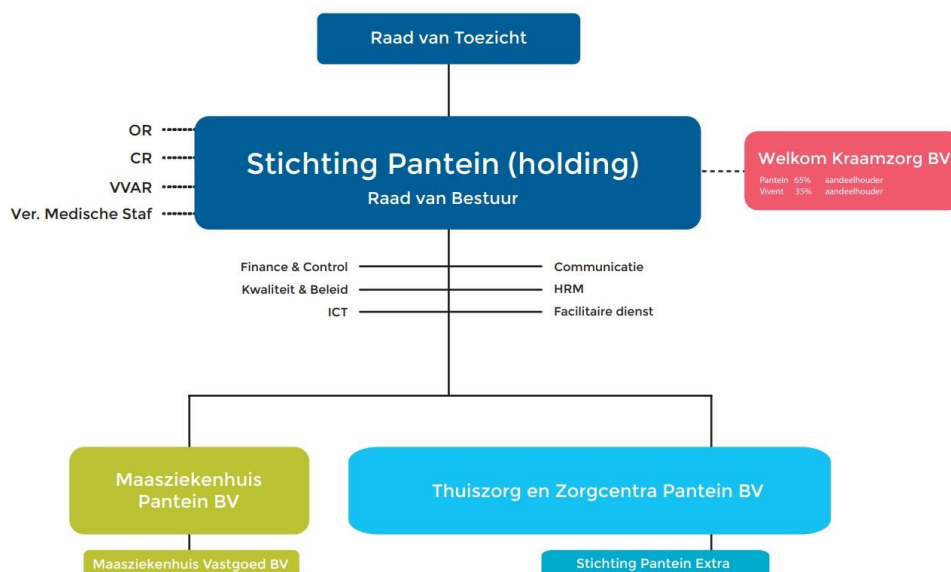 Raad van Toezicht
OR
CR
VVAR
Ver. Medische Staf
Stichting Pantein (holding)
Raad van Bestuur
Welkom Kraamzorg BV
Pantein 65% aandeelhouder
Vivent 35% aandeelhouder
Finance & Control
Kwaliteit & Beleid
ICT
Communicatie
HRM
Facilitaire dienst
Maasziekenhuis
Pantein BV
Thuiszorg en Zorgcentra Pantein BV
Maasziekenhuis Vastgoed BV
Stichting Pantein Extra